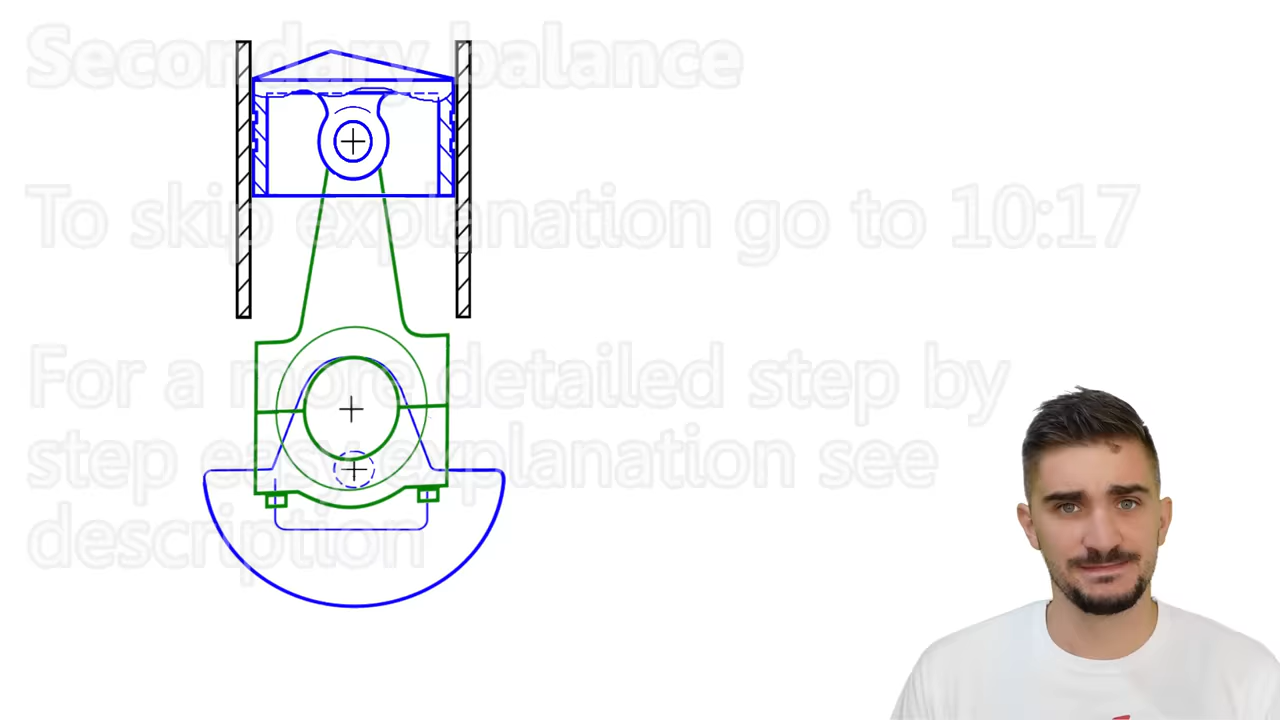 Secondary balance
To skip explanation go to 10:17
For a more detailed step by
step easy explanation see
description